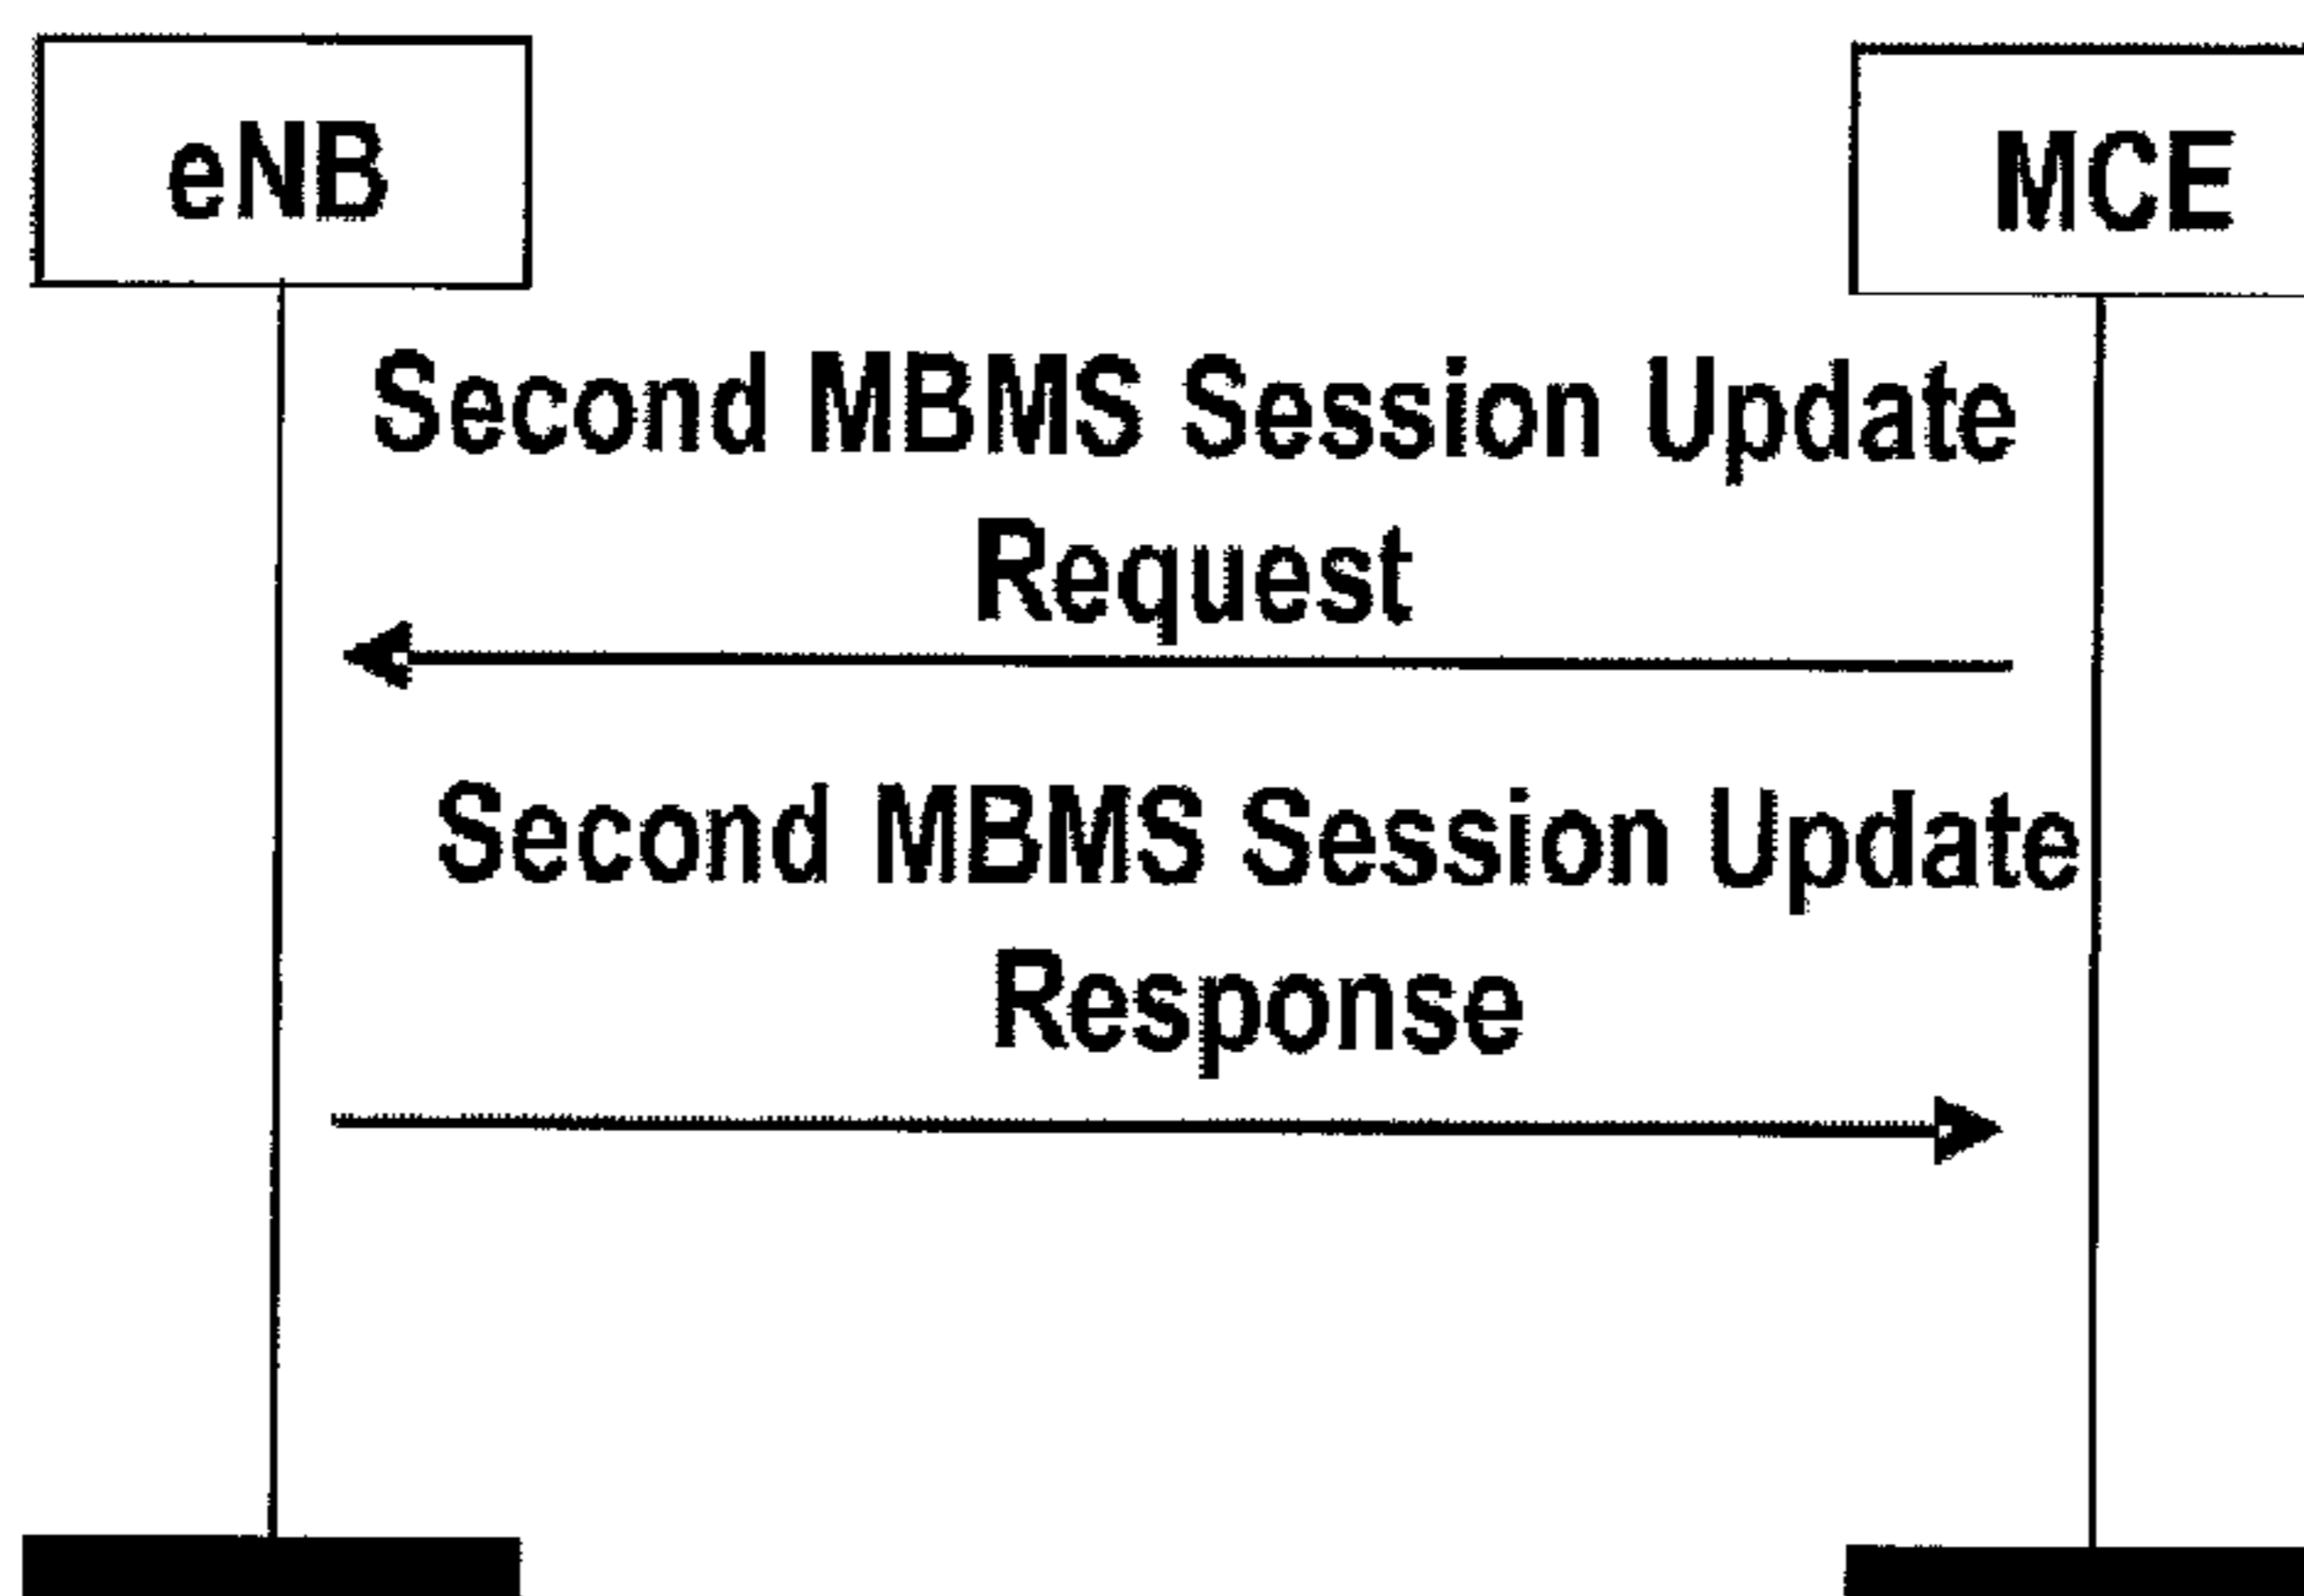 eNB
MCE
Second MBMS Session Update
Request
Second MBMS Session Update
Response